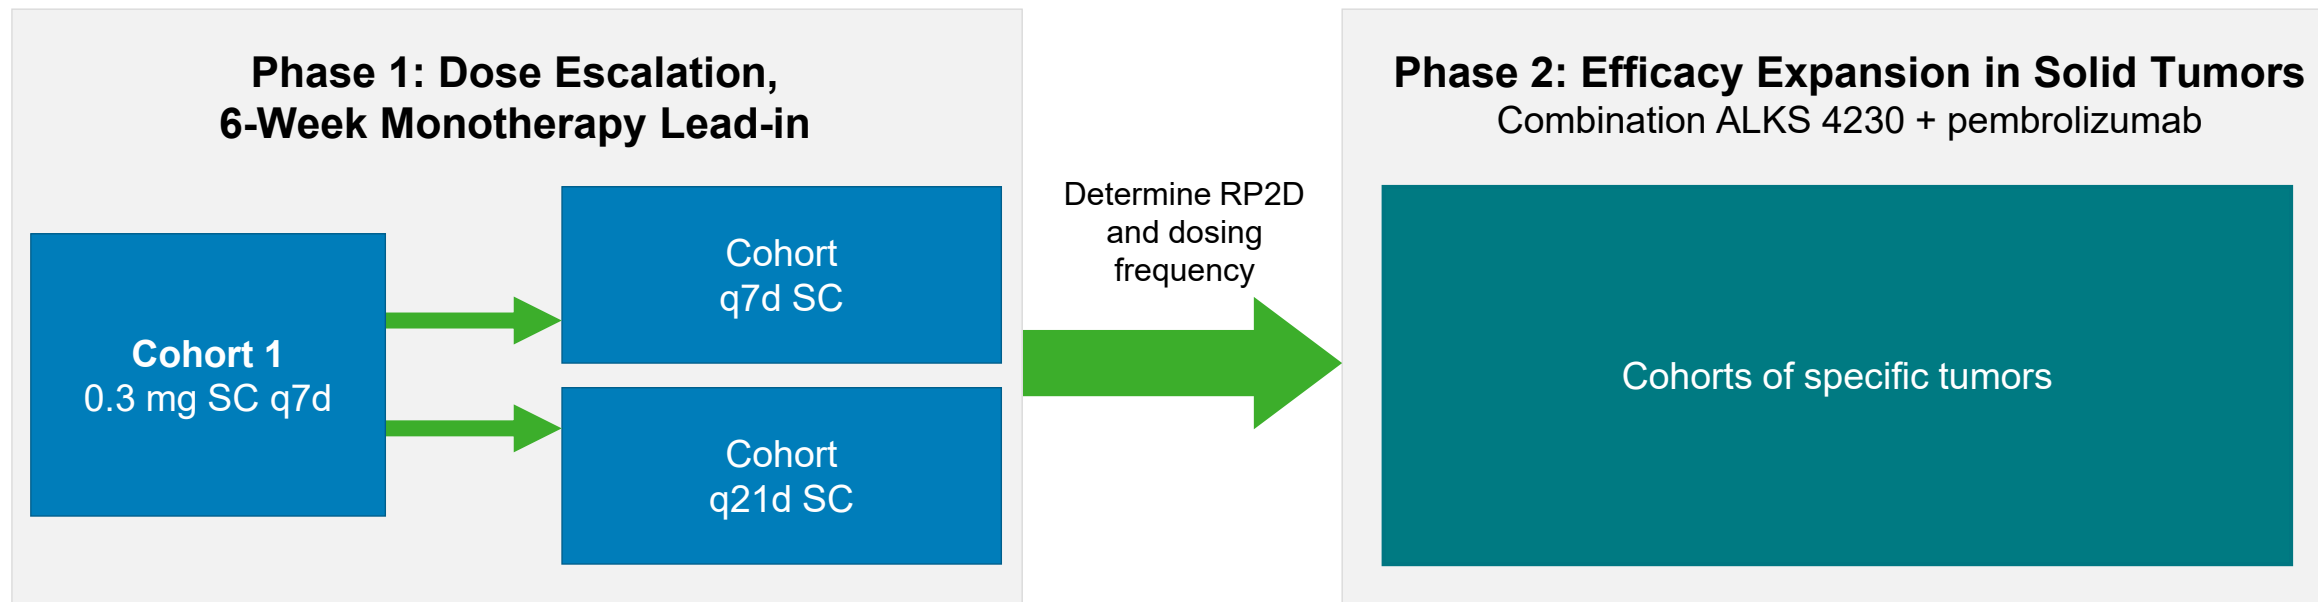 Phase 1: Dose Escalation,
6-Week Monotherapy Lead-in
Cohort 1
0.3 mg SC q7d
Cohort
q7d SC
Cohort
q21d SC
Determine RP2D
and dosing
frequency
Phase 2: Efficacy Expansion in Solid Tumors
Combination ALKS 4230 + pembrolizumab
Cohorts of specific tumors